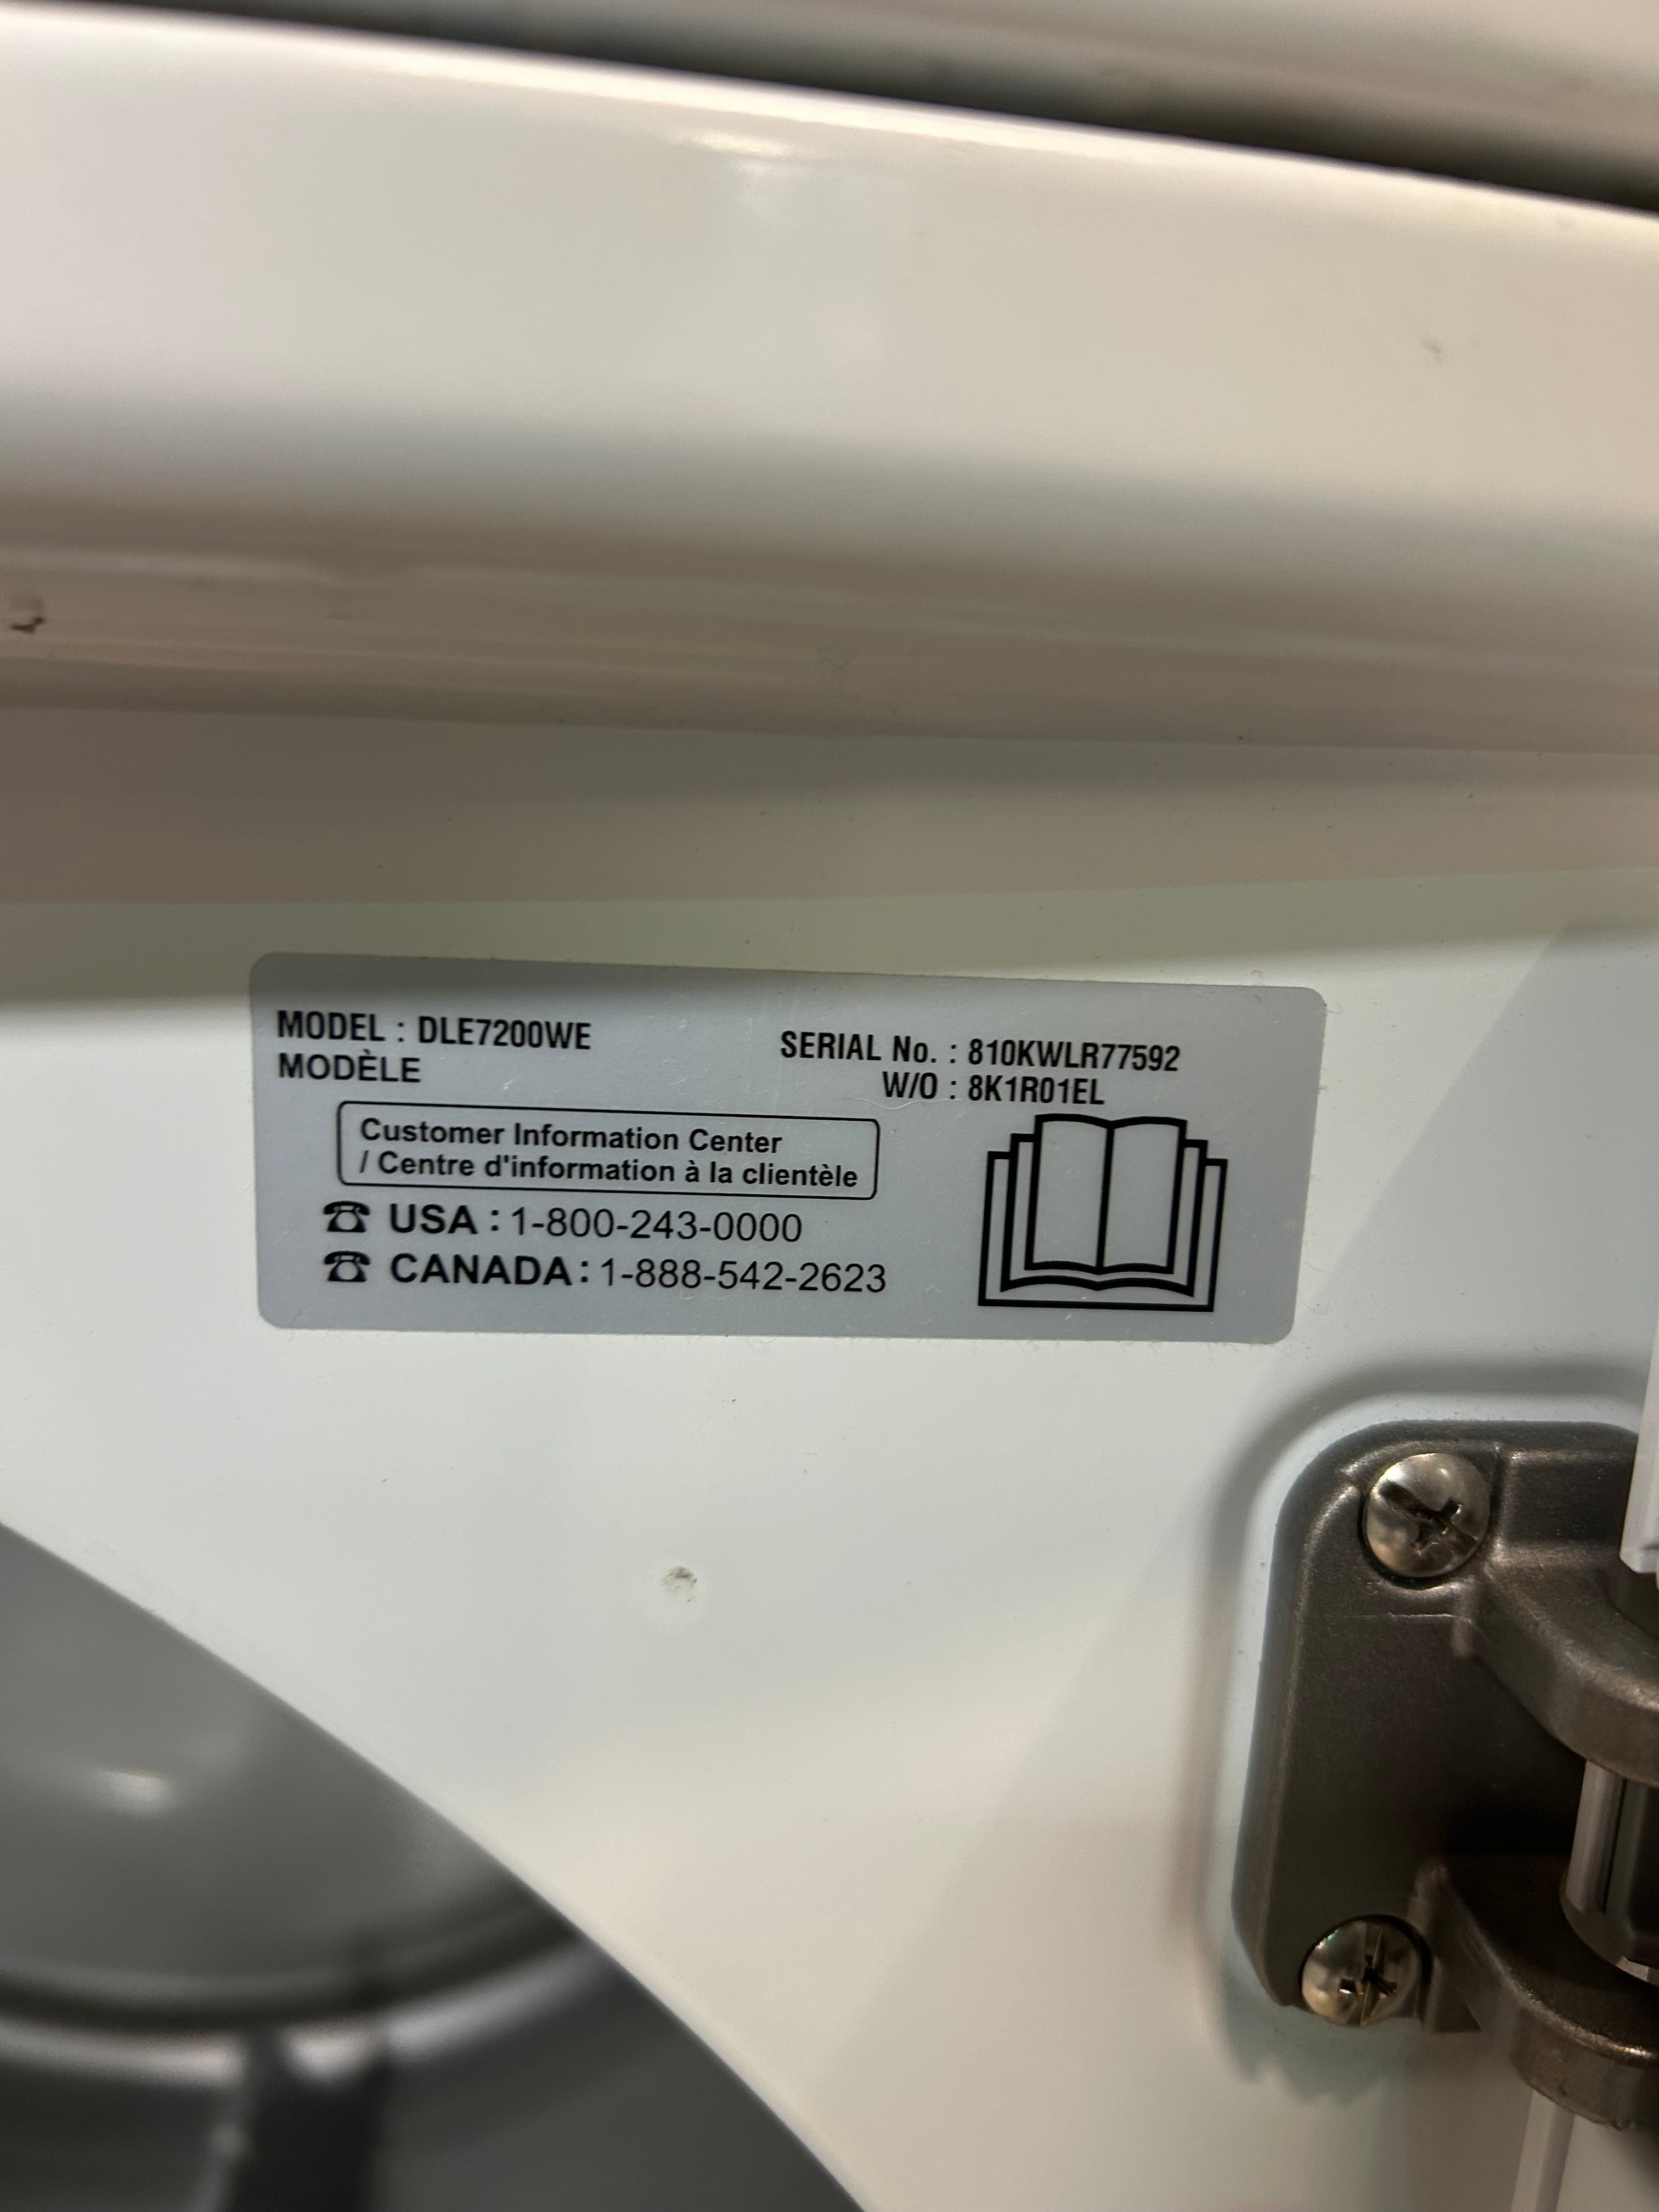 MODEL : DLE7200WE
MODÈLE
SERIAL No. : 810KWLR77592
W/O : 8K1R01EL
Customer Information Center
/ Centre d'information à la clientèle
☎ USA : 1-800-243-0000
☎ CANADA : 1-888-542-2623